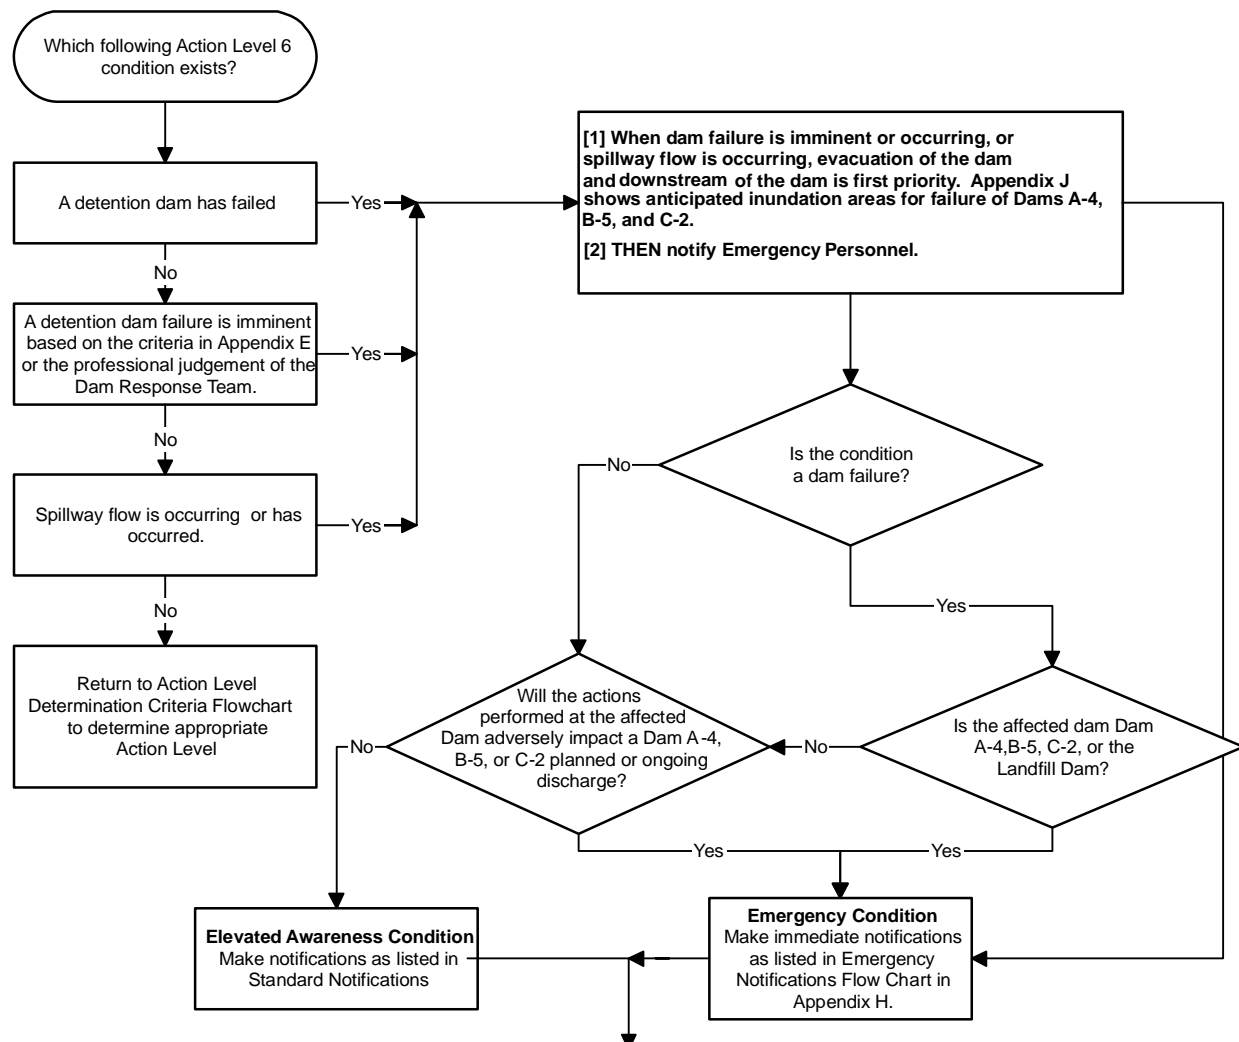 Which following Action Level 6
condition exists?
A detention dam has failed
Yes
No
A detention dam failure is imminent
based on the criteria in Appendix E
or the professional judgement of the
Dam Response Team.
Yes
No
Spillway flow is occurring or has
occurred.
Yes
No
Return to Action Level
Determination Criteria Flowchart
to determine appropriate
Action Level
[1] When dam failure is imminent or occurring, or
spillway flow is occurring, evacuation of the dam
and downstream of the dam is first priority. Appendix J
shows anticipated inundation areas for failure of Dams A-4,
B-5, and C-2.
[2] THEN notify Emergency Personnel.
Is the condition
a dam failure?
No
Yes
Will the actions
performed at the affected
Dam adversely impact a Dam A-4,
B-5, or C-2 planned or ongoing
discharge?
No
No
Is the affected dam Dam
A-4,B-5, C-2, or the
Landfill Dam?
Yes
Yes
Elevated Awareness Condition
Make notifications as listed in
Standard Notifications
Emergency Condition
Make immediate notifications
as listed in Emergency
Notifications Flow Chart in
Appendix H.